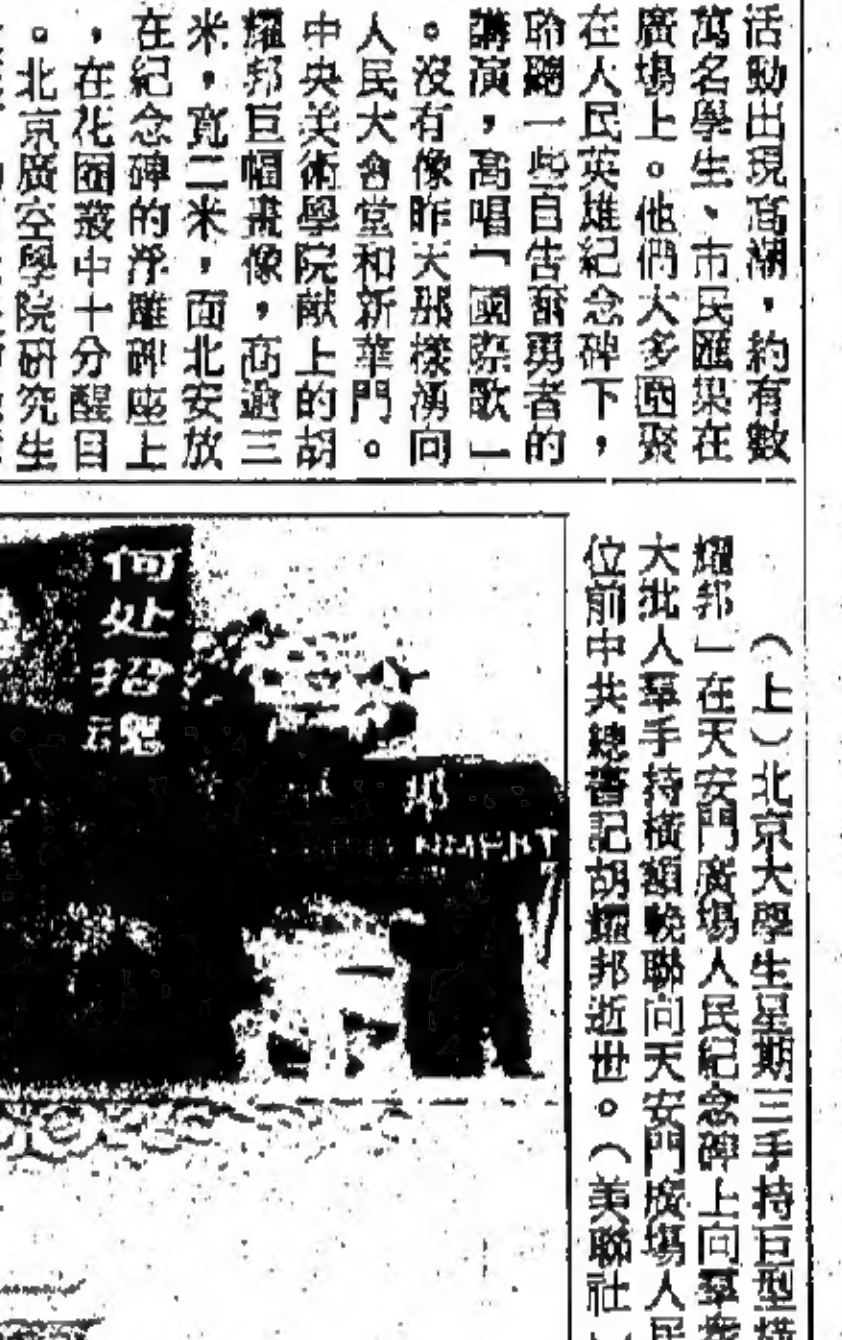 活動出現高潮,約有數
萬名學生、市民匯集在
廣場上。他們大多圍聚
在人民英雄紀念碑下,
聆聽一些自告奮勇者的
講演,高唱「國際歌」
。沒有像昨天那樣湧向
人民大會堂和新華門。
中央美術學院献上的胡
耀邦巨幅畫像,高逾三
米,寬二米,面北安放
在紀念碑的浮雕碑座上
,在花圈叢中十分醒目
。北京廣空學院研究生
(上)北京大學生星期三手持巨型
耀邦」在天安門廣場人民紀念碑上向羣
大批人羣手持橫額輓聯向天安門廣場人民
位前中共總書記胡耀邦逝世。(美聯社
何处招魂
邦